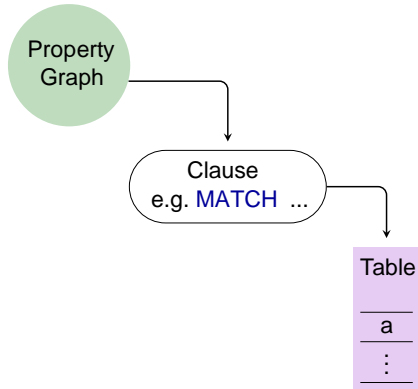 Property
Graph
Clause
e.g. MATCH ...
Table
a
⋮